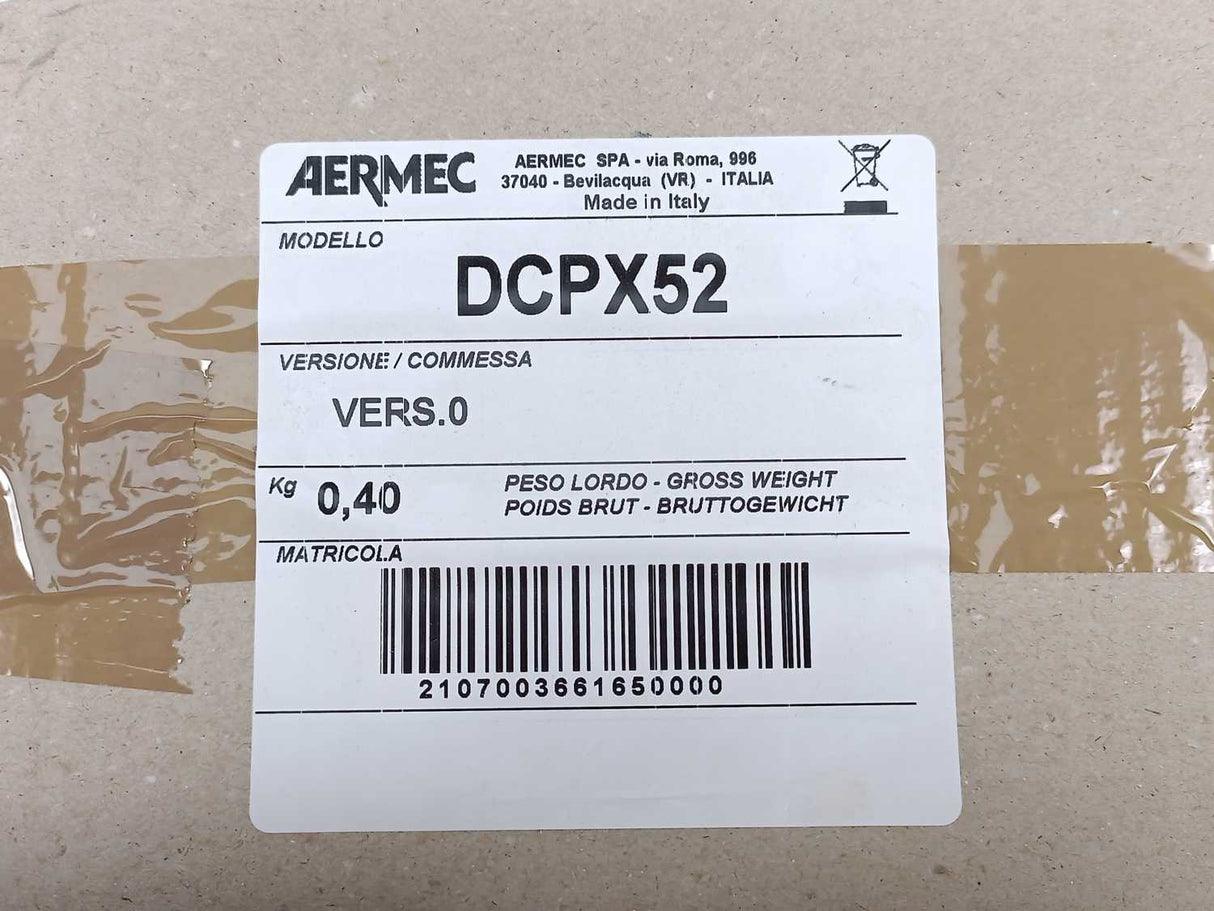 AERMEC
AERMEC SPA - via Roma, 996
37040 - Bevilacqua (VR) - ITALIA
Made in Italy
MODELLO
DCPX52
VERSIONE / COMMESSA
VERS.0
Kg 0,40
PESO LORDO - GROSS WEIGHT
POIDS BRUT - BRUTTOGEWICHT
MATRICOLA
2107003661650000